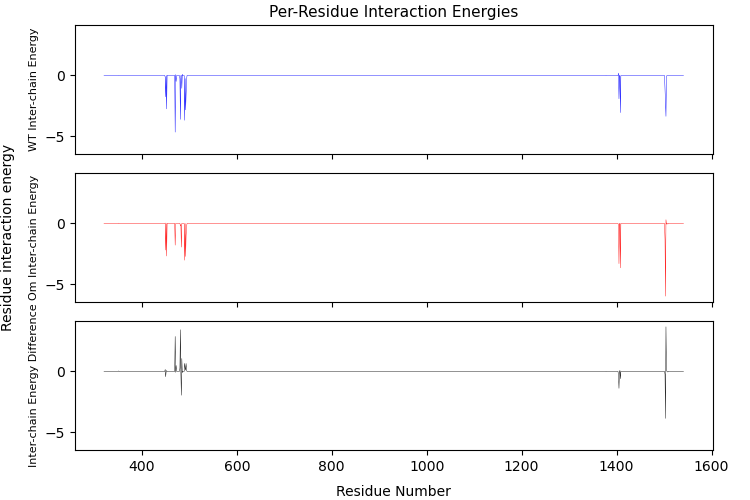 Per-Residue Interaction Energies
Residue interaction energy
WT Inter-chain Energy
0
−5
Om Inter-chain Energy
0
−5
Inter-chain Energy Difference
0
−5
400
600
800
1000
1200
1400
1600
Residue Number